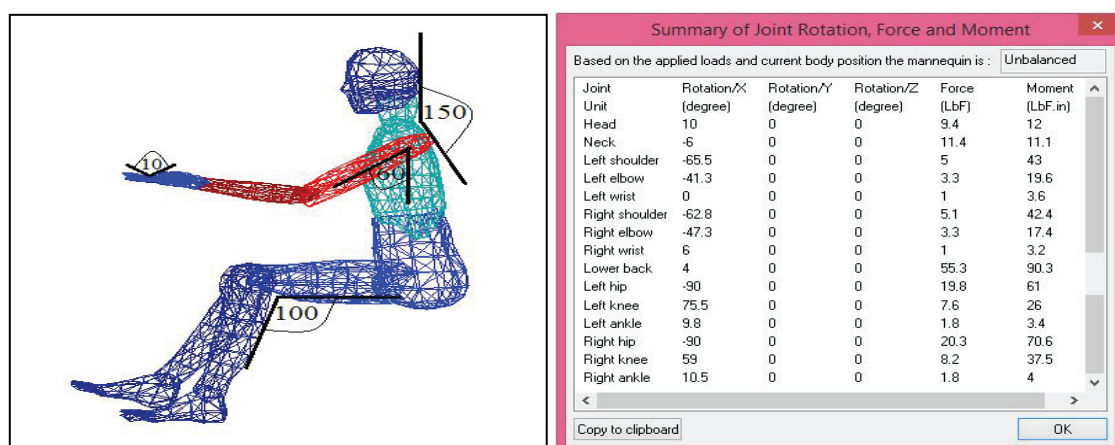 150
10
60
100
Summary of Joint Rotation, Force and Moment
Based on the applied loads and current body position the mannequin is : Unbalanced
Joint Rotation/X Rotation/Y Rotation/Z Force Moment
Unit (degree) (degree) (degree) (LbF) (LbF.in)
Head 10 0 0 9.4 12
Neck -6 0 0 11.4 11.1
Left shoulder -65.5 0 0 5 43
Left elbow -41.3 0 0 3.3 19.6
Left wrist 0 0 0 1 3.6
Right shoulder -62.8 0 0 5.1 42.4
Right elbow -47.3 0 0 3.3 17.4
Right wrist 6 0 0 1 3.2
Lower back 4 0 0 55.3 90.3
Left hip -90 0 0 19.8 61
Left knee 75.5 0 0 7.6 26
Left ankle 9.8 0 0 1.8 3.4
Right hip -90 0 0 20.3 70.6
Right knee 59 0 0 8.2 37.5
Right ankle 10.5 0 0 1.8 4
Copy to clipboard OK